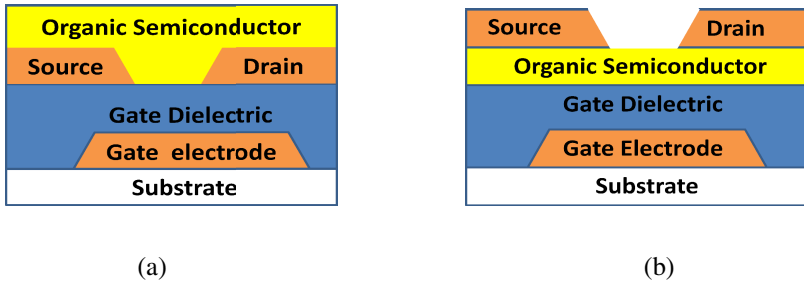 Organic Semiconductor
Source Drain
Gate Dielectric
Gate electrode
Substrate
(a)
Source Drain
Organic Semiconductor
Gate Dielectric
Gate Electrode
Substrate
(b)